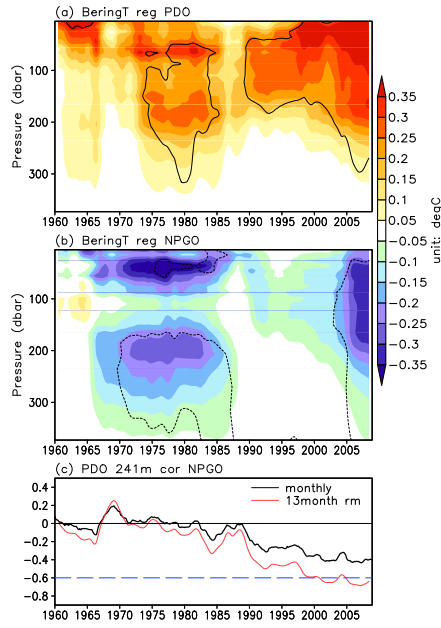 (a) BeringT reg PDO
Pressure (dbar)
100
200
300
1960 1965 1970 1975 1980 1985 1990 1995 2000 2005
(b) BeringT reg NPGO
Pressure (dbar)
100
200
300
1960 1965 1970 1975 1980 1985 1990 1995 2000 2005
0.35
0.3
0.25
0.2
0.15
0.1
0.05
-0.05
-0.1
-0.15
-0.2
-0.25
-0.3
-0.35
unit: degC
(c) PDO 241m cor NPGO
monthly
13month rm
0.4
0.2
0
-0.2
-0.4
-0.6
-0.8
1960 1965 1970 1975 1980 1985 1990 1995 2000 2005